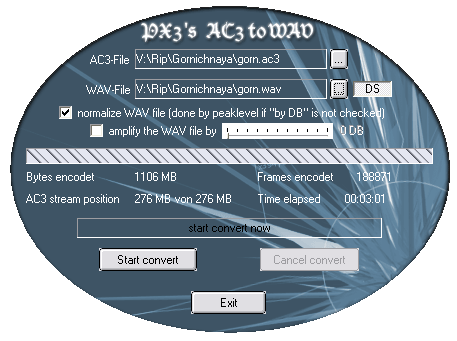 PX3's AC3 to WAV
AC3-File V:\Rip\Gornichnaya\gorn.ac3 ...
WAV-File V:\Rip\Gornichnaya\gorn.wav DS
normalize WAV file (done by peaklevel if "by DB" is not checked)
amplify the WAV file by 0 DB
Bytes encodet 1106 MB Frames encodet 188871
AC3 stream position 276 MB von 276 MB Time elapsed 00:03:01
start convert now
Start convert Cancel convert
Exit